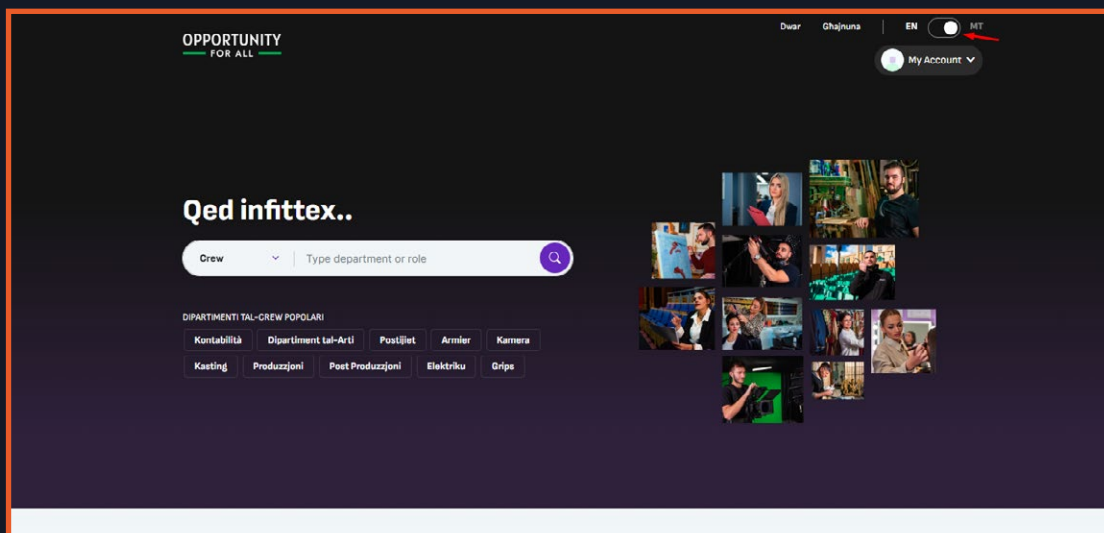 OPPORTUNITY
FOR ALL
Dwar Għajnuna EN MT
My Account
Qed infittex..
Crew Type department or role
DIPARTIMENTI TAL-CREW POPOLARI
Kontabilità Dipartiment tal-Arti Postijiet Armier Kamera
Kasting Produzzjoni Post Produzzjoni Elektriku Grips